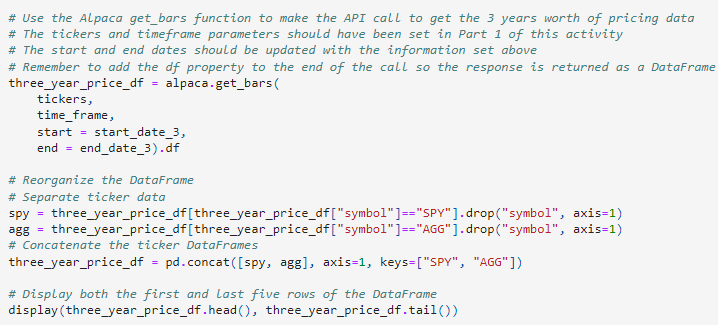 # Use the Alpaca get_bars function to make the API call to get the 3 years worth of pricing data
# The tickers and timeframe parameters should have been set in Part 1 of this activity
# The start and end dates should be updated with the information set above
# Remember to add the df property to the end of the call so the response is returned as a DataFrame
three_year_price_df = alpaca.get_bars(
    tickers,
    time_frame,
    start = start_date_3,
    end = end_date_3).df

# Reorganize the DataFrame
# Separate ticker data
spy = three_year_price_df[three_year_price_df["symbol"]=="SPY"].drop("symbol", axis=1)
agg = three_year_price_df[three_year_price_df["symbol"]=="AGG"].drop("symbol", axis=1)
# Concatenate the ticker DataFrames
three_year_price_df = pd.concat([spy, agg], axis=1, keys=["SPY", "AGG"])

# Display both the first and last five rows of the DataFrame
display(three_year_price_df.head(), three_year_price_df.tail())